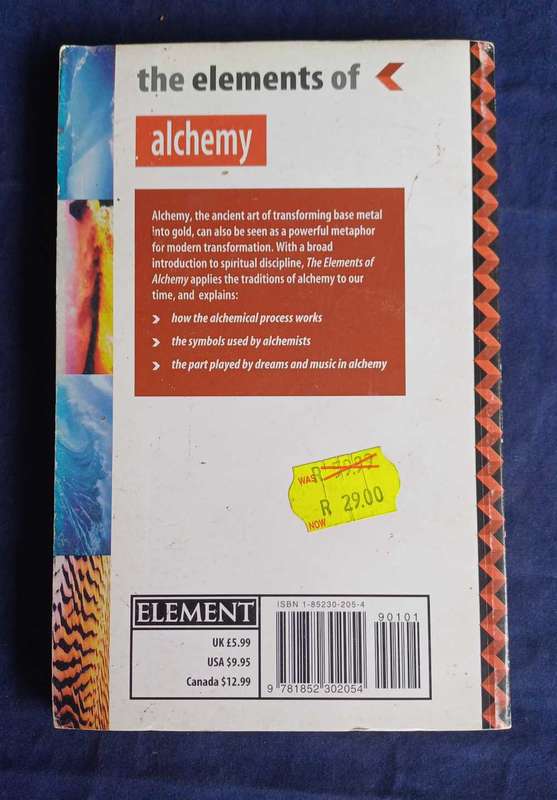 the elements of
alchemy
Alchemy, the ancient art of transforming base metal
into gold, can also be seen as a powerful metaphor
for modern transformation. With a broad
introduction to spiritual discipline, The Elements of
Alchemy applies the traditions of alchemy to our
time, and explains:
how the alchemical process works
the symbols used by alchemists
the part played by dreams and music in alchemy
WAS R
R 29.00
NOW
ELEMENT
UK £5.99
USA $9.95
Canada $12.99
ISBN 1-85230-205-4
90101
9 781852 302054